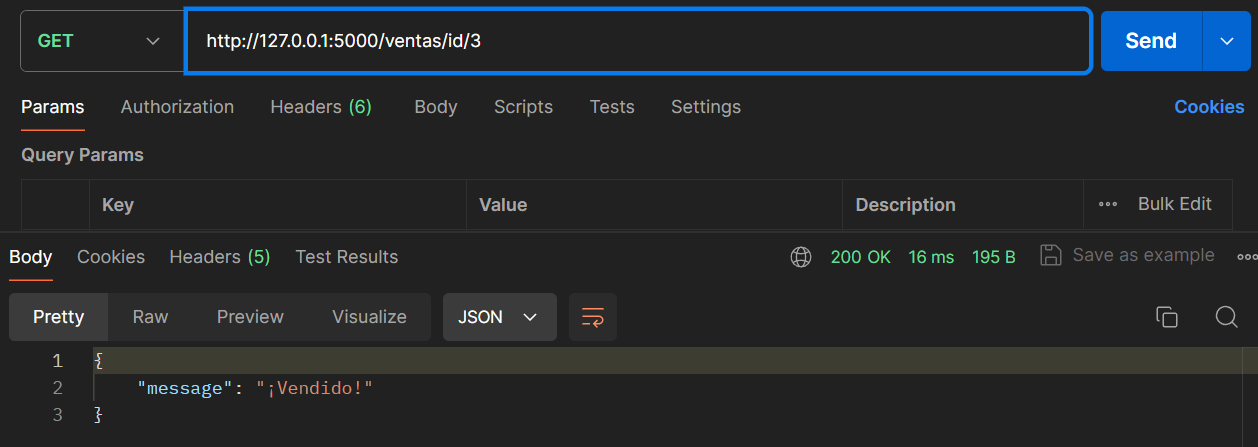 GET http://127.0.0.1:5000/ventas/id/3 Send
Params Authorization Headers (6) Body Scripts Tests Settings Cookies
Query Params
Key Value Description Bulk Edit
Body Cookies Headers (5) Test Results 200 OK 16 ms 195 B Save as example
Pretty Raw Preview Visualize JSON
1 {
2 "message": "¡Vendido!"
3 }